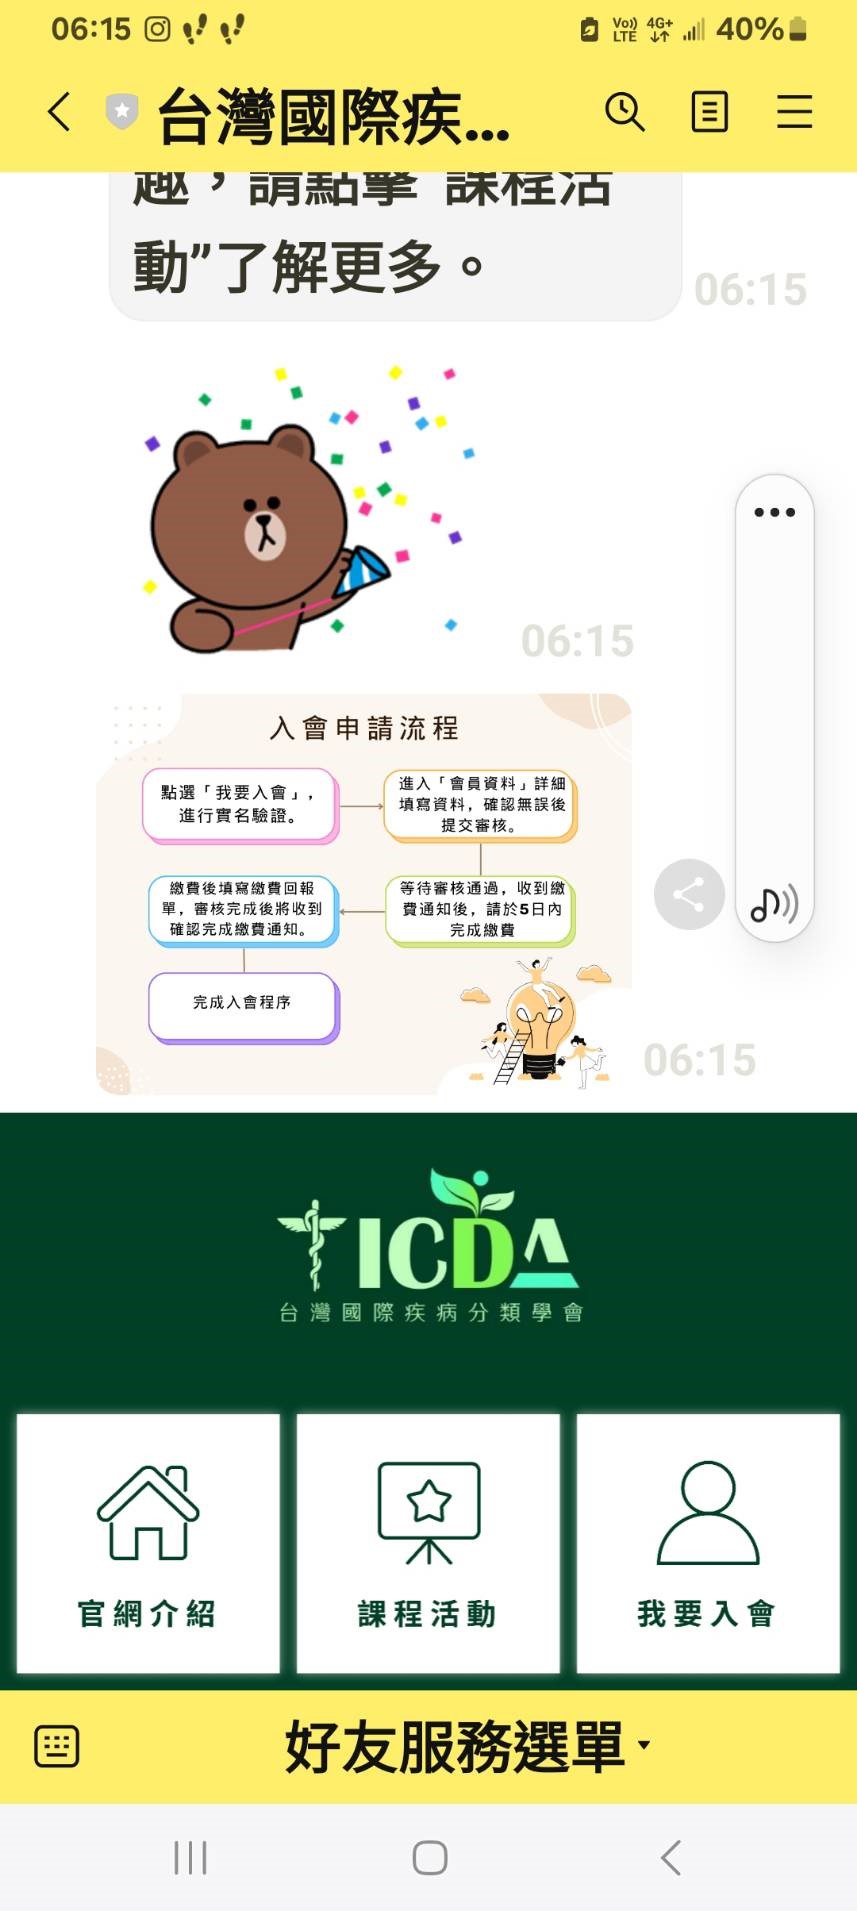 06:15 Vo)) LTE 4G+ 40%
台灣國際疾...
趣，請點擊"課程活
動”了解更多。
06:15
06:15
入會申請流程
點選「我要入會」，
進行實名驗證。
進入「會員資料」詳細
填寫資料，確認無誤後
提交審核。
等待審核通過，收到繳
費通知後，請於5日內
完成繳費
繳費後填寫繳費回報
單，審核完成後將收到
確認完成繳費通知。
完成入會程序
06:15
TICDA
台灣國際疾病分類學會
官網介紹
課程活動
我要入會
好友服務選單